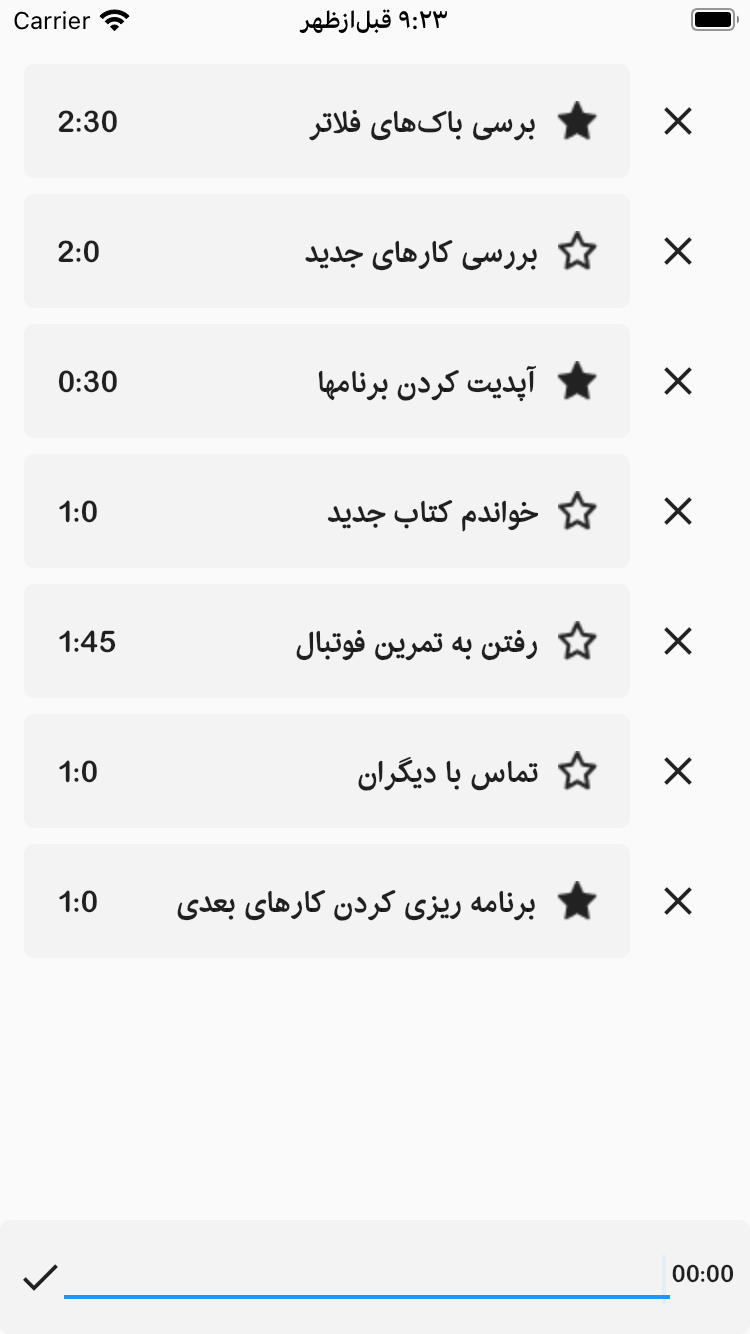 Carrier ۹:۲۳ قبل‌ازظهر
برسی باک‌های فلاتر 2:30
بررسی کارهای جدید 2:0
آپدیت کردن برنامها 0:30
خواندم کتاب جدید 1:0
رفتن به تمرین فوتبال 1:45
تماس با دیگران 1:0
برنامه ریزی کردن کارهای بعدی 1:0
00:00